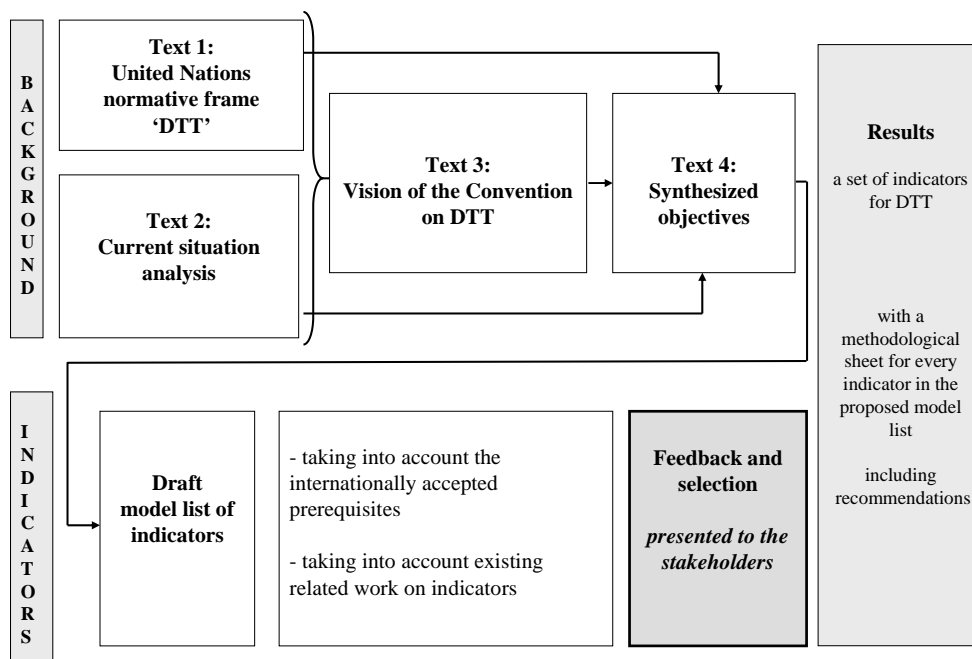 B
A
C
K
G
R
O
U
N
D
Text 1:
United Nations
normative frame
‘DTT’
Text 2:
Current situation
analysis
Text 3:
Vision of the Convention
on DTT
Text 4:
Synthesized
objectives
Results
a set of indicators
for DTT
with a
methodological
sheet for every
indicator in the
proposed model
list
including
recommendations
I
N
D
I
C
A
T
O
R
S
Draft
model list of
indicators
- taking into account the
internationally accepted
prerequisites
- taking into account existing
related work on indicators
Feedback and
selection
presented to the
stakeholders